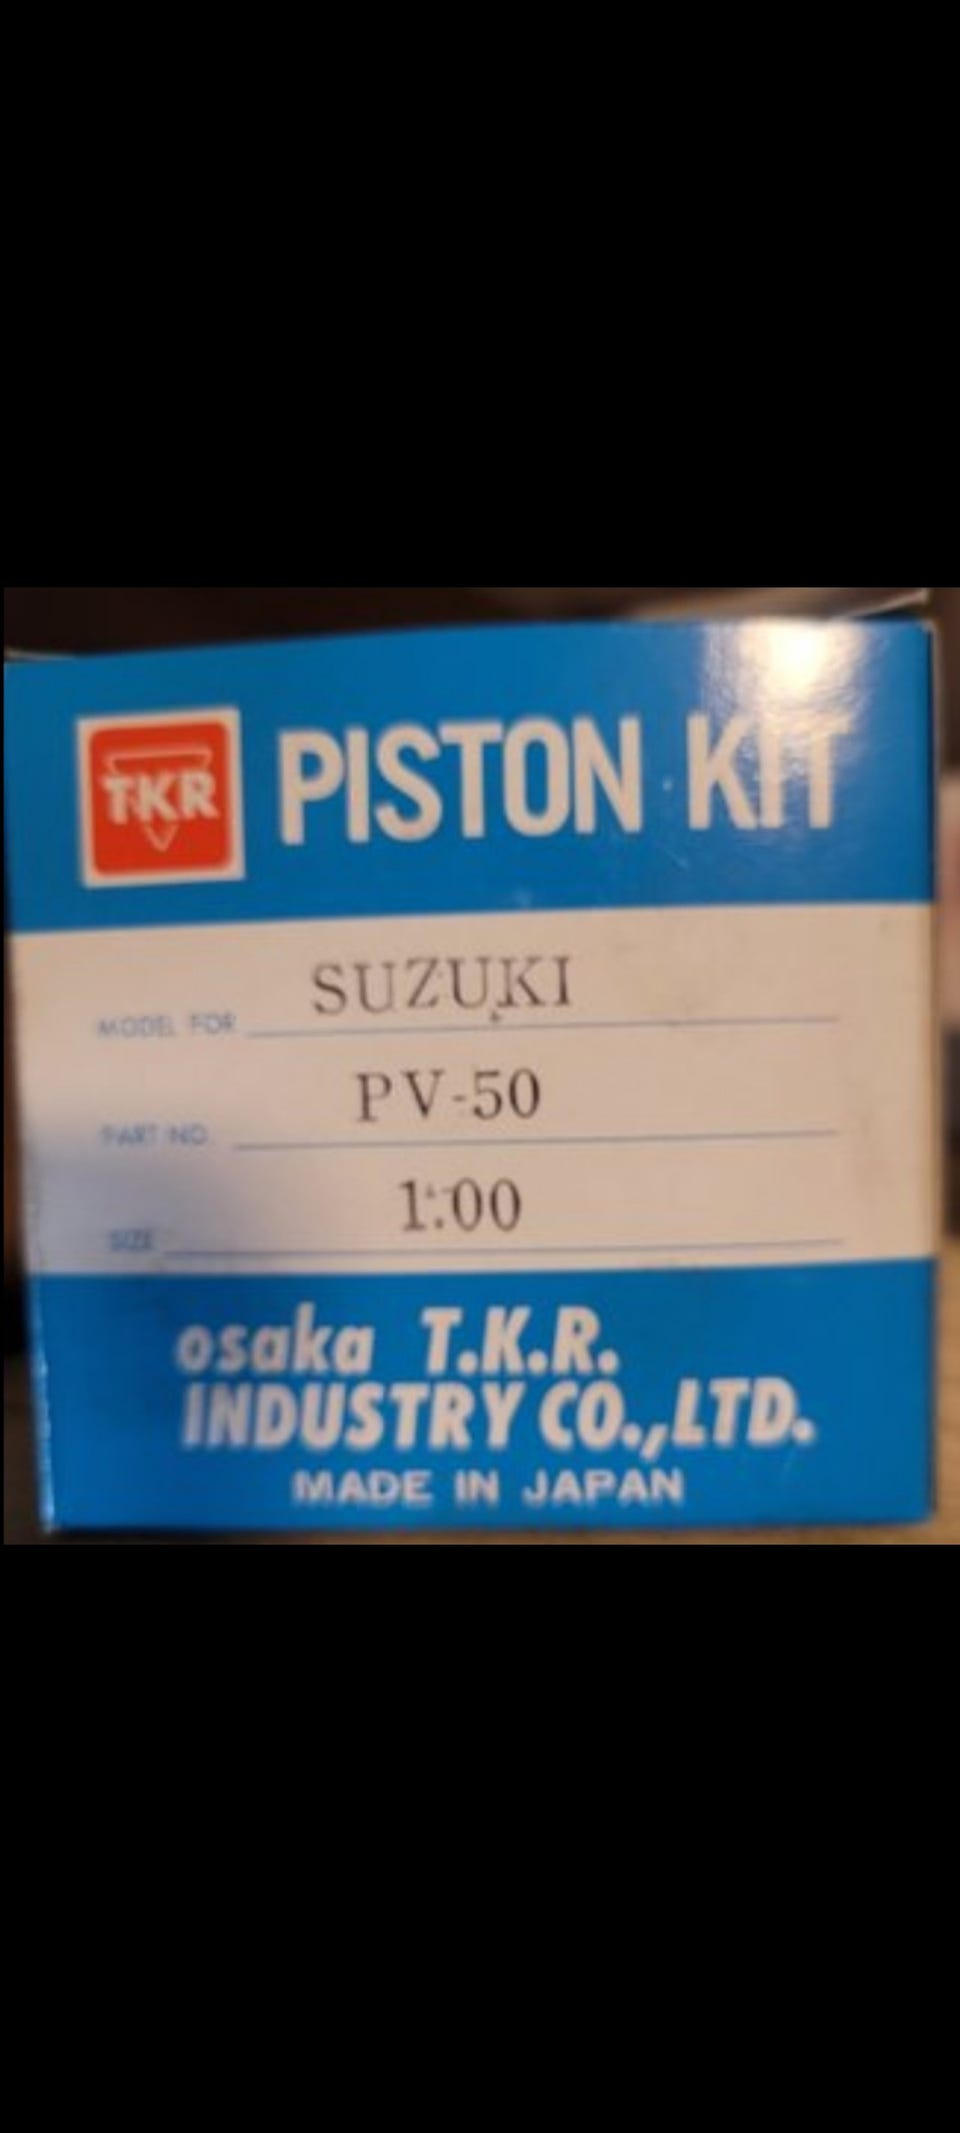 TKR
PISTON KIT
MODEL FOR SUZUKI
PART NO. PV-50
SIZE 1.00
osaka T.K.R.
INDUSTRY CO.,LTD.
MADE IN JAPAN